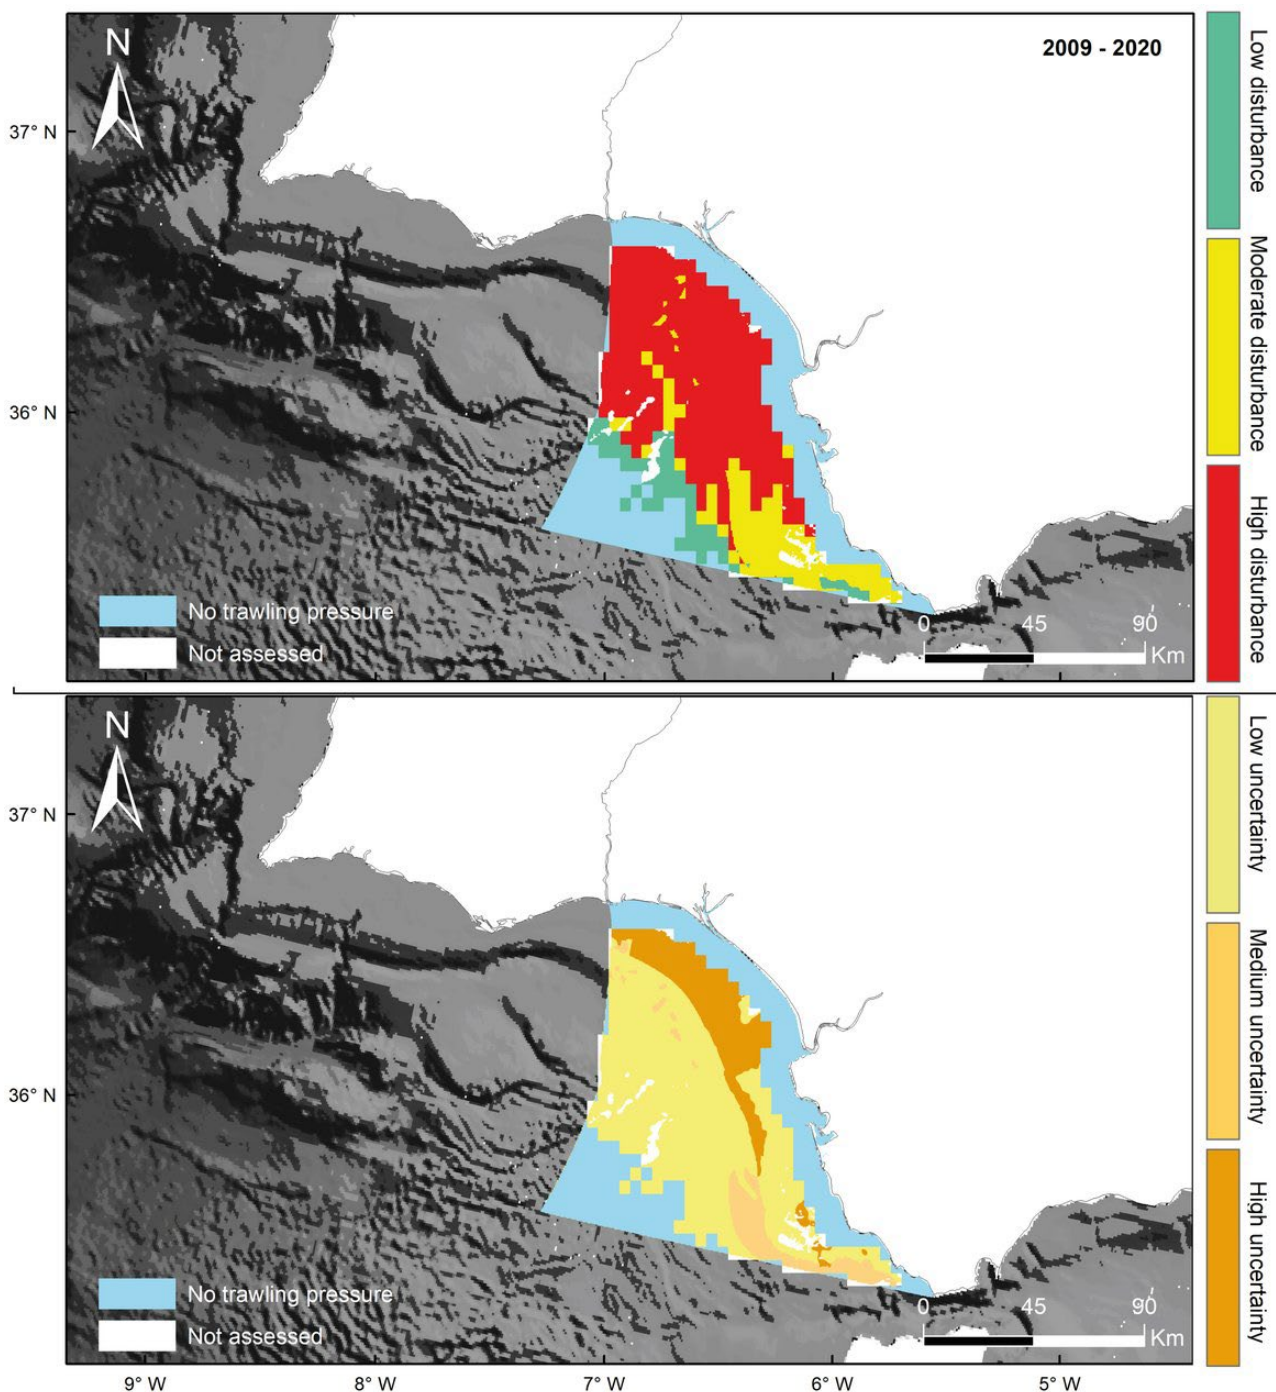 N
2009 - 2020
37° N
36° N
No trawling pressure
Not assessed
0 45 90
Km
Low disturbance
Moderate disturbance
High disturbance
N
37° N
36° N
No trawling pressure
Not assessed
0 45 90
Km
9° W 8° W 7° W 6° W 5° W
Low uncertainty
Medium uncertainty
High uncertainty